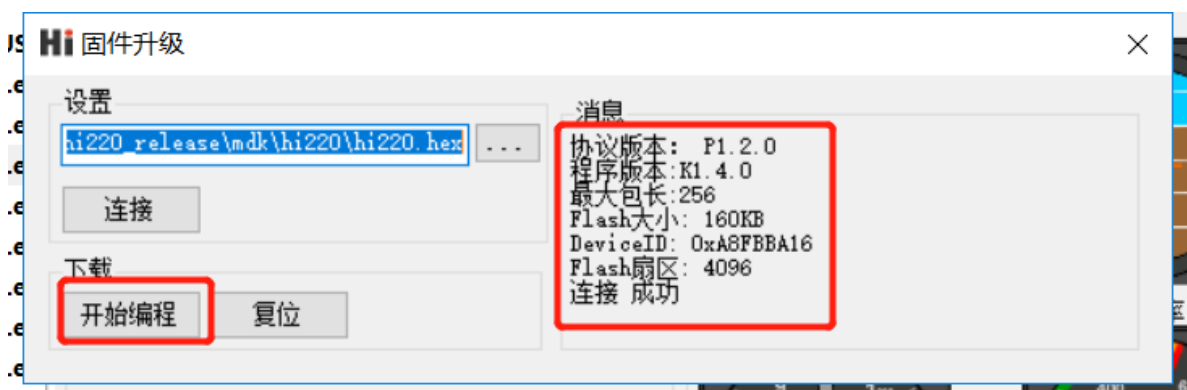 Hi 固件升级
设置
hi220_release\mdk\hi220\hi220.hex
...
连接
下载
开始编程
复位
消息
协议版本: P1.2.0
程序版本:K1.4.0
最大包长:256
Flash大小: 160KB
DeviceID: 0xA8FBBA16
Flash扇区: 4096
连接 成功